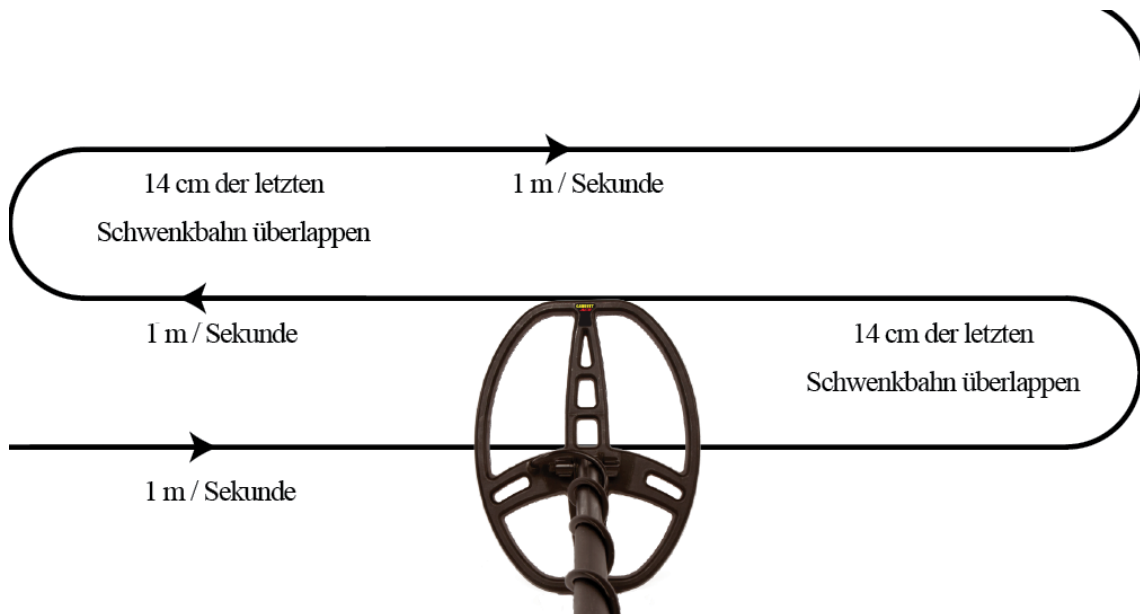 14 cm der letzten
1 m / Sekunde
Schwenkbahn überlappen
1 m / Sekunde
14 cm der letzten
Schwenkbahn überlappen
1 m / Sekunde